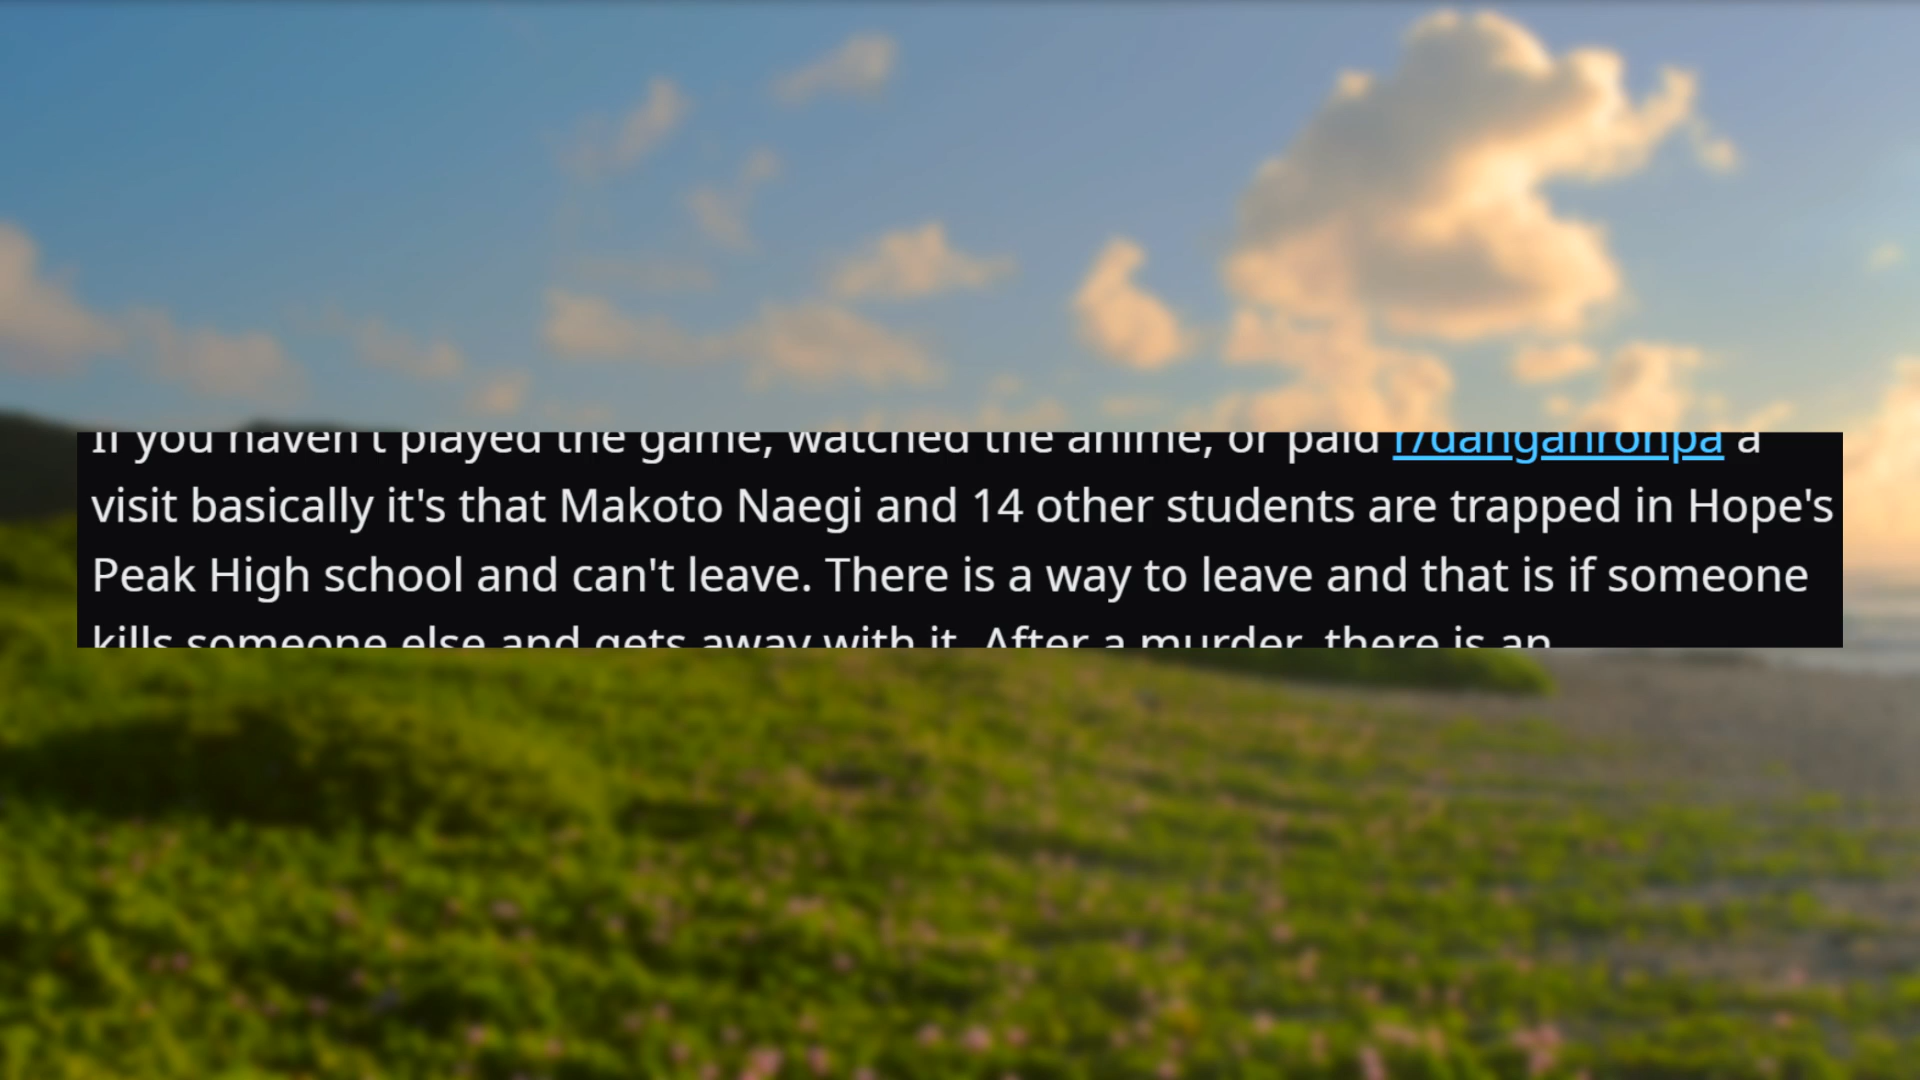 If you haven't played the game, watched the anime, or paid r/danganronpa a
visit basically it's that Makoto Naegi and 14 other students are trapped in Hope's
Peak High school and can't leave. There is a way to leave and that is if someone
kills someone else and gets away with it. After a murder, there is an